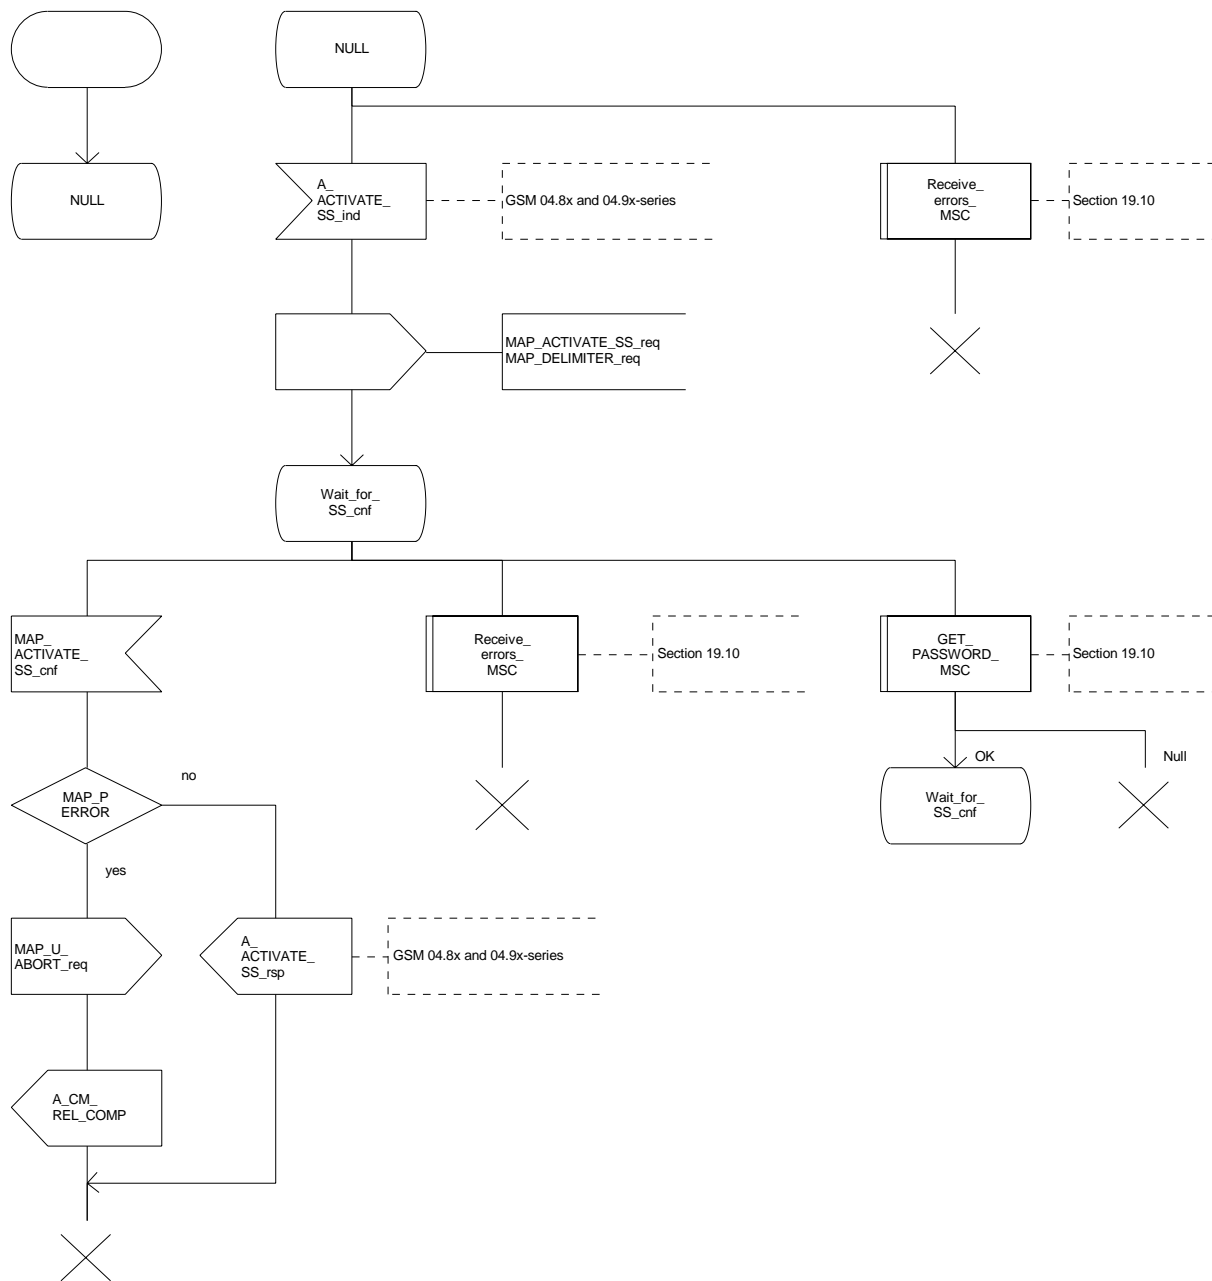 NULL
NULL
A_
ACTIVATE_
SS_ind
GSM 04.8x and 04.9x-series
Receive_
errors_
MSC
Section 19.10
MAP_ACTIVATE_SS_req
MAP_DELIMITER_req
Wait_for_
SS_cnf
MAP_
ACTIVATE_
SS_cnf
Receive_
errors_
MSC
Section 19.10
GET_
PASSWORD_
MSC
Section 19.10
OK
Null
no
MAP_P
ERROR
Wait_for_
SS_cnf
yes
MAP_U_
ABORT_req
A_
ACTIVATE_
SS_rsp
GSM 04.8x and 04.9x-series
A_CM_
REL_COMP